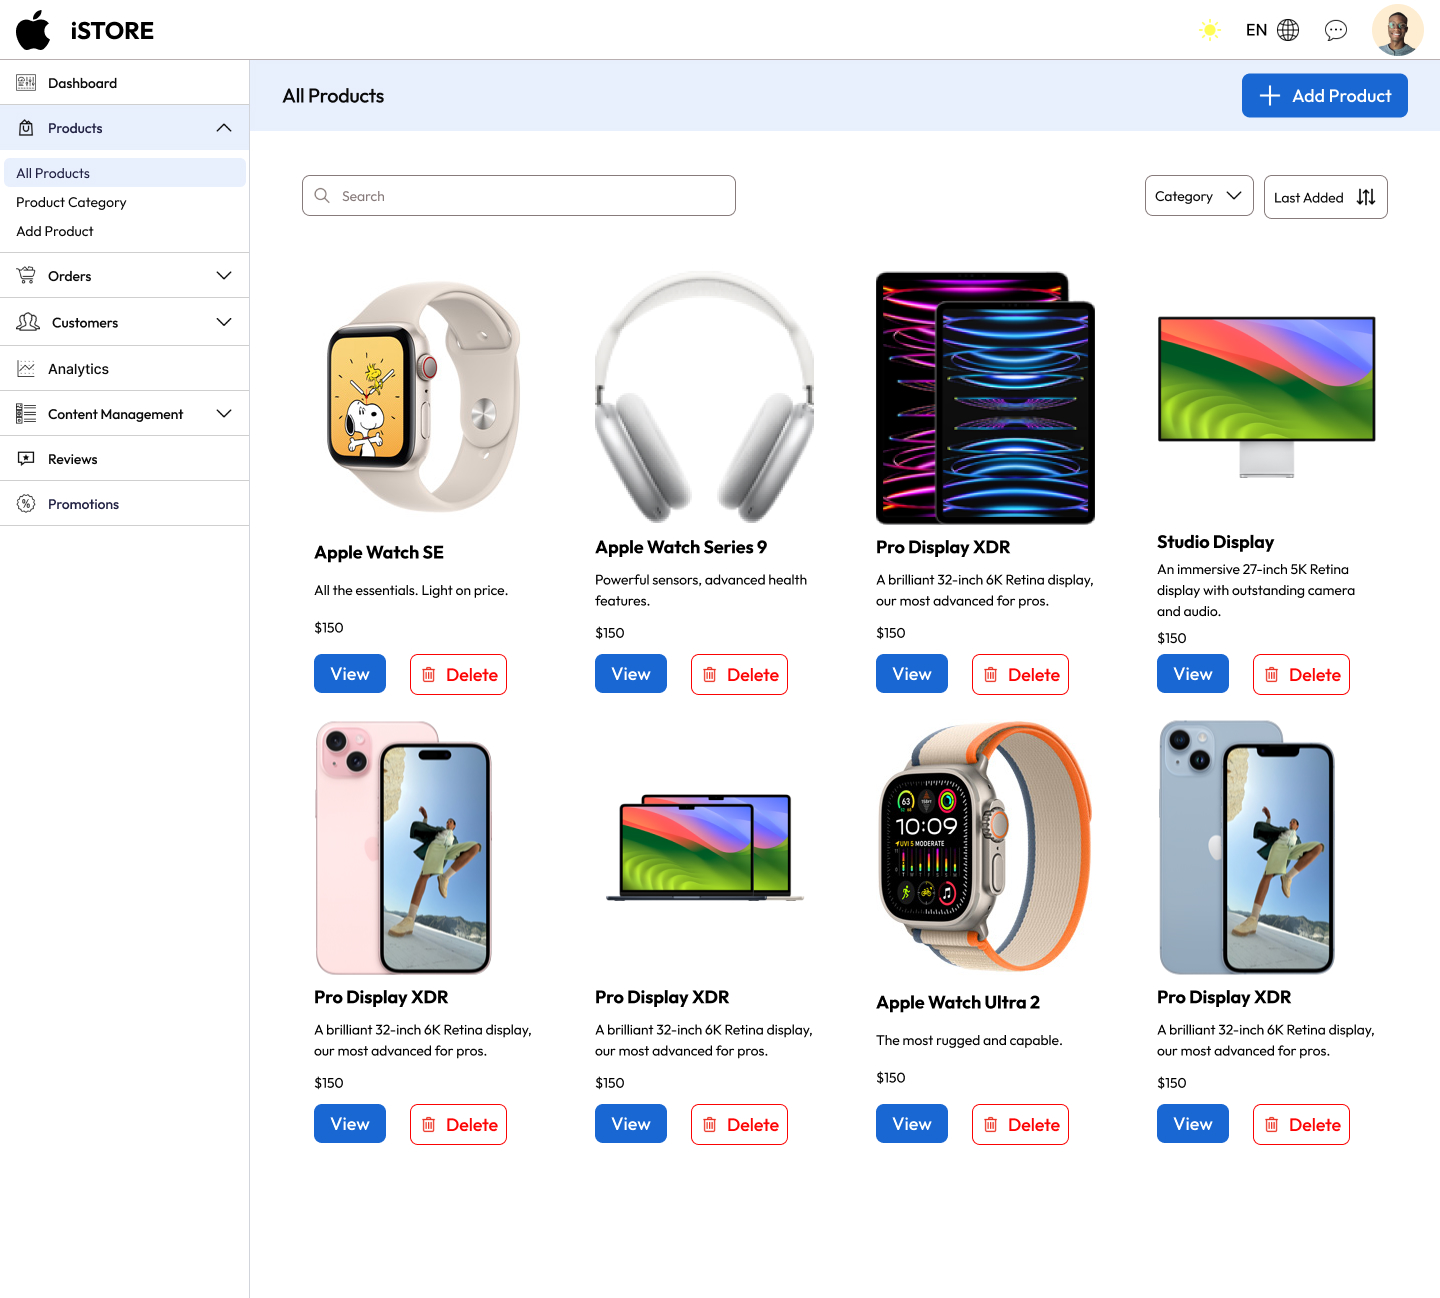 iSTORE
EN
Dashboard
Products
All Products
Product Category
Add Product
Orders
Customers
Analytics
Content Management
Reviews
Promotions
All Products
Add Product
Search
Category
Last Added
Apple Watch SE
All the essentials. Light on price.
$150
View
Delete
Apple Watch Series 9
Powerful sensors, advanced health
features.
$150
View
Delete
Pro Display XDR
A brilliant 32-inch 6K Retina display,
our most advanced for pros.
$150
View
Delete
Studio Display
An immersive 27-inch 5K Retina
display with outstanding camera
and audio.
$150
View
Delete
Pro Display XDR
A brilliant 32-inch 6K Retina display,
our most advanced for pros.
$150
View
Delete
Pro Display XDR
A brilliant 32-inch 6K Retina display,
our most advanced for pros.
$150
View
Delete
63
10:09
UVI 5 MODERATE
Apple Watch Ultra 2
The most rugged and capable.
$150
View
Delete
Pro Display XDR
A brilliant 32-inch 6K Retina display,
our most advanced for pros.
$150
View
Delete